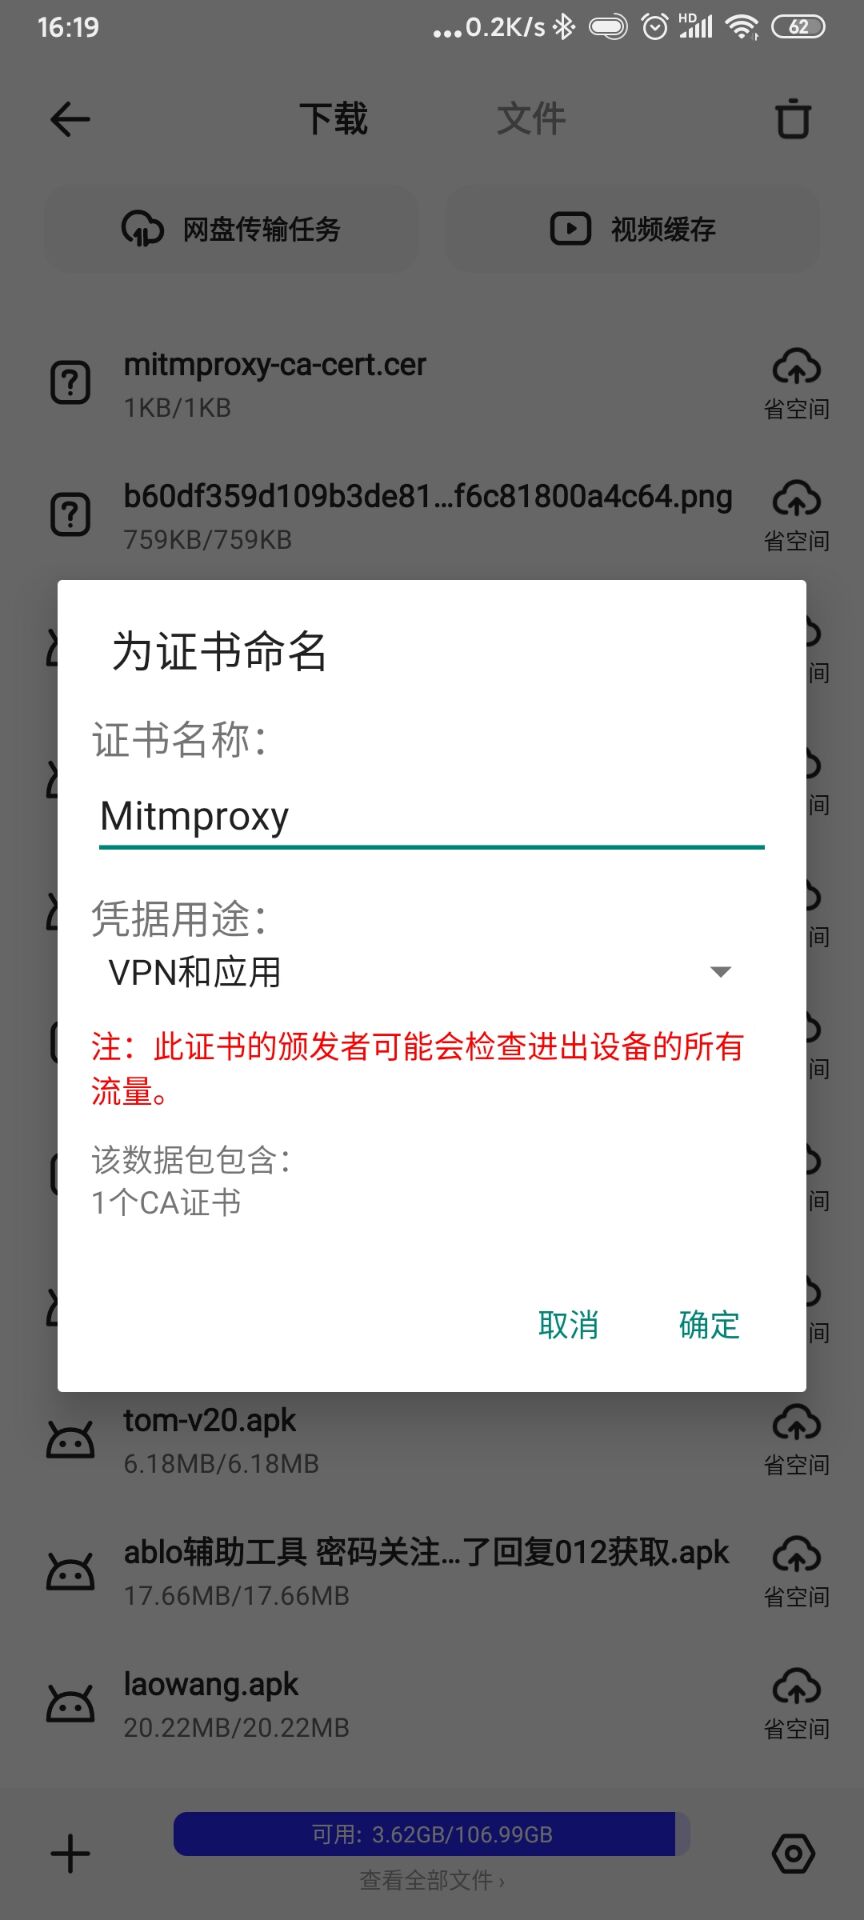 16:19
...0.2K/s
HD
62
下载
文件
网盘传输任务
视频缓存
mitmproxy-ca-cert.cer
1KB/1KB
省空间
b60df359d109b3de81...f6c81800a4c64.png
759KB/759KB
省空间
为证书命名
间
证书名称：
间
Mitmproxy
凭据用途：
间
VPN和应用
注：此证书的颁发者可能会检查进出设备的所有
间
流量。
该数据包包含：
1个CA证书
间
取消
确定
间
tom-v20.apk
6.18MB/6.18MB
省空间
ablo辅助工具 密码关注...了回复012获取.apk
17.66MB/17.66MB
省空间
laowang.apk
20.22MB/20.22MB
省空间
可用: 3.62GB/106.99GB
查看全部文件 ›